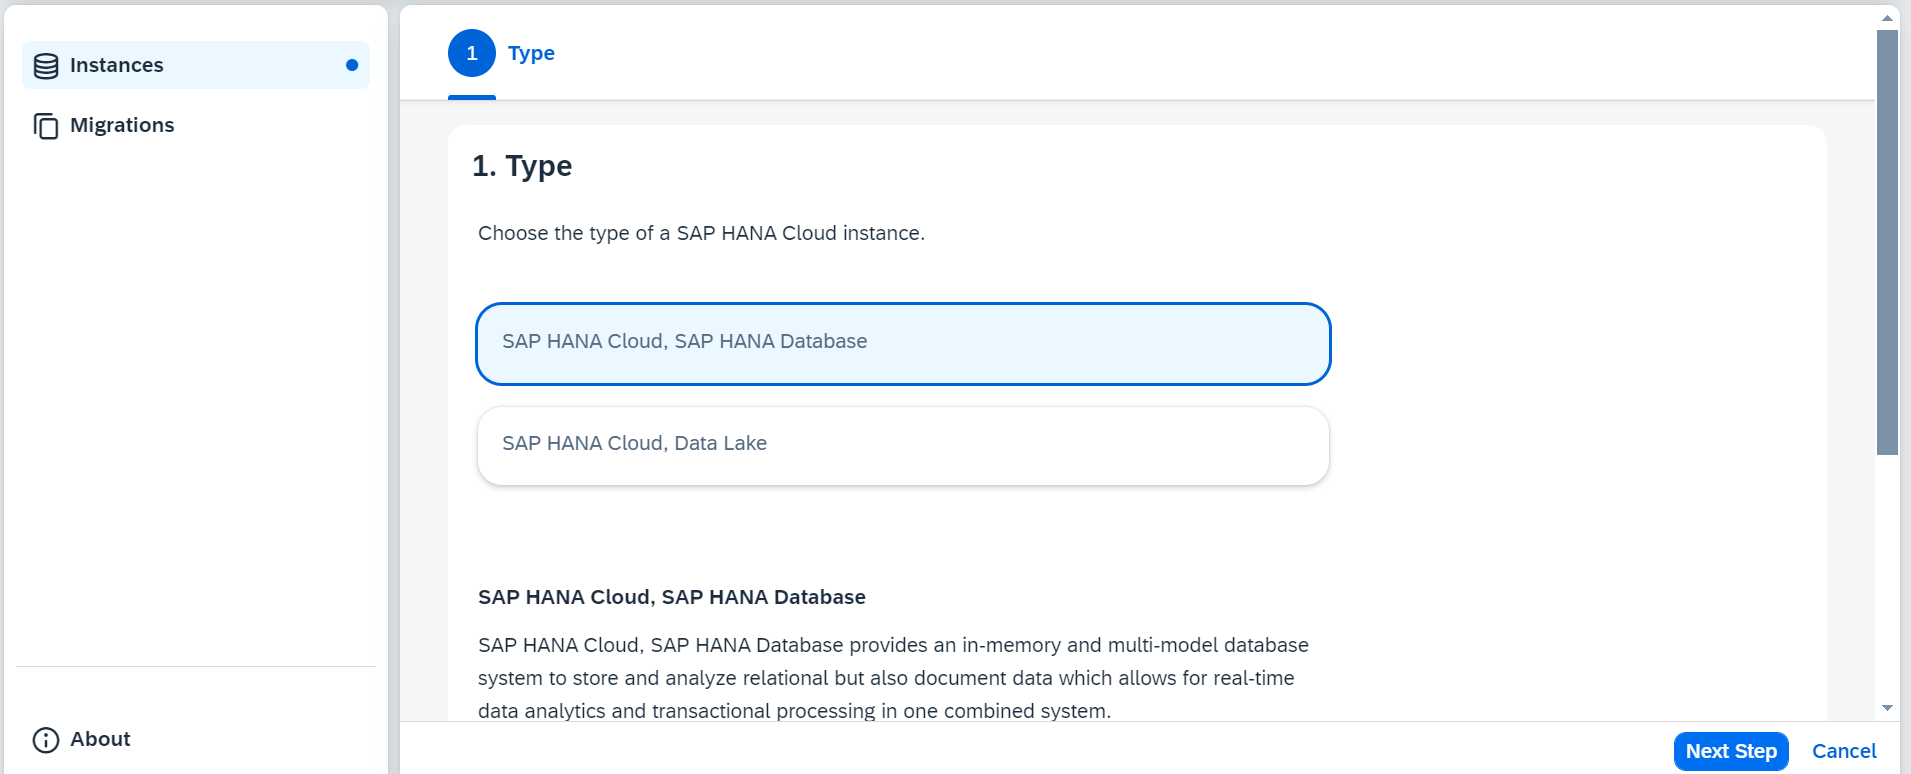 Instances
Migrations
About
1 Type
1. Type
Choose the type of a SAP HANA Cloud instance.
SAP HANA Cloud, SAP HANA Database
SAP HANA Cloud, Data Lake
SAP HANA Cloud, SAP HANA Database
SAP HANA Cloud, SAP HANA Database provides an in-memory and multi-model database
system to store and analyze relational but also document data which allows for real-time
data analytics and transactional processing in one combined system.
Next Step Cancel